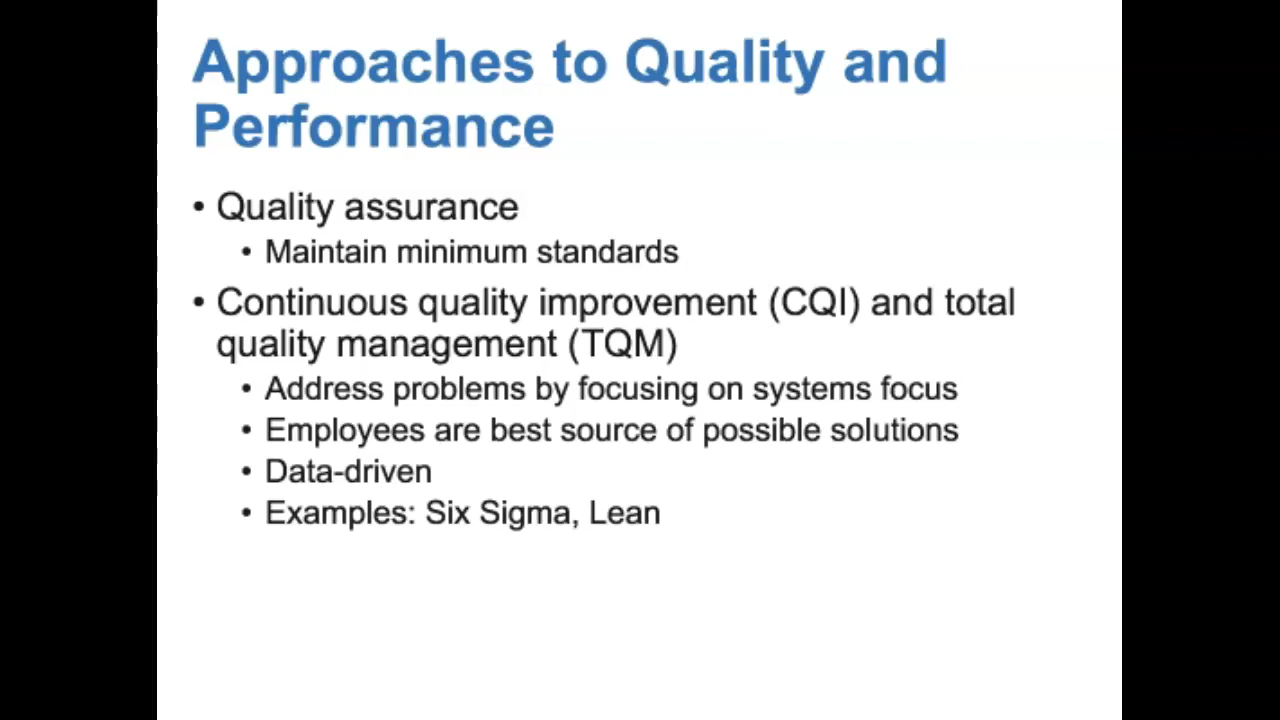 Approaches to Quality and
Performance
• Quality assurance
• Maintain minimum standards
• Continuous quality improvement (CQI) and total
quality management (TQM)
• Address problems by focusing on systems focus
• Employees are best source of possible solutions
• Data-driven
• Examples: Six Sigma, Lean